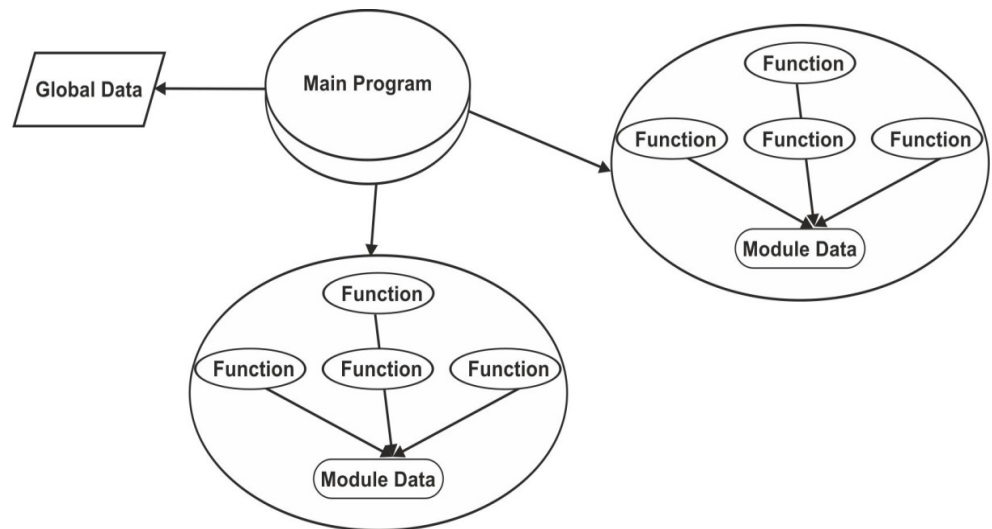 Global Data
Main Program
Function
Function
Function
Function
Module Data
Function
Function
Function
Function
Module Data